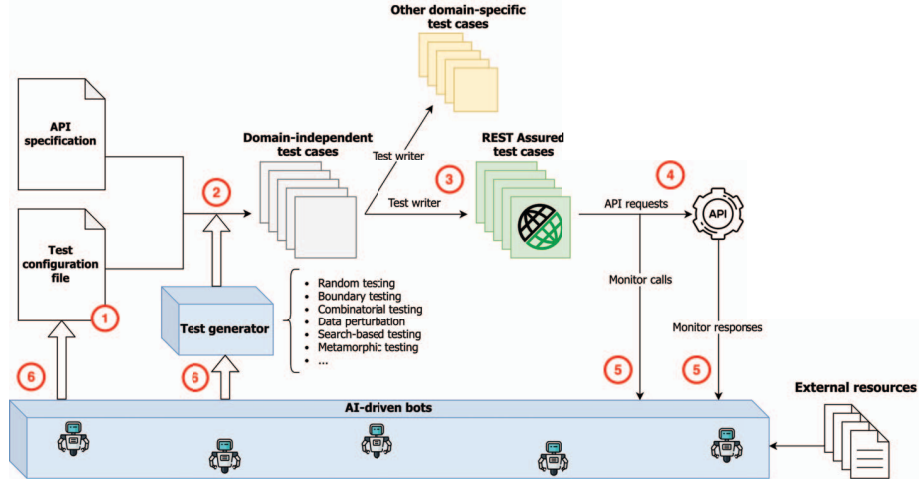 Other domain-specific
test cases
API
specification
Domain-independent
test cases
REST Assured
test cases
Test writer
3
4
2
Test writer
API requests
API
Test
configuration
file
1
Monitor calls
Test generator
• Random testing
• Boundary testing
• Combinatorial testing
• Data perturbation
• Search-based testing
• Metamorphic testing
• ...
Monitor responses
6
6
5
5
External resources
AI-driven bots